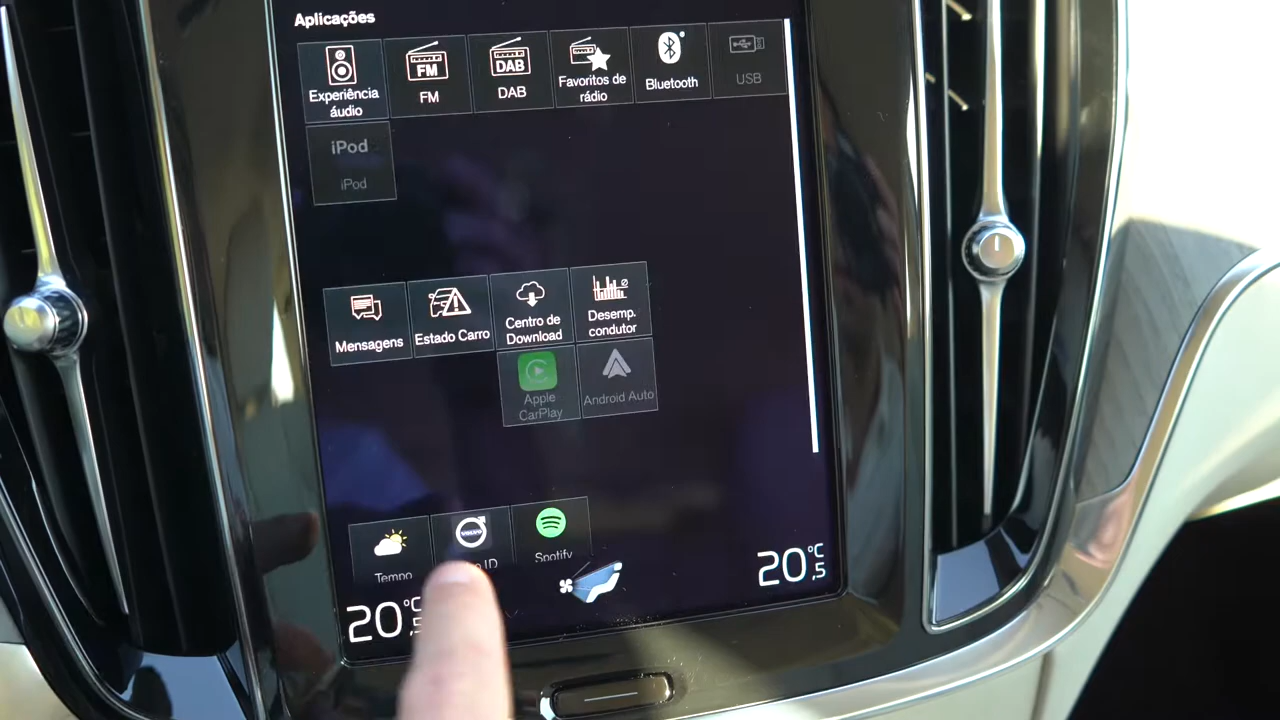 Aplicações
FM
DAB
Experiência
áudio
FM
DAB
Favoritos de
rádio
Bluetooth
USB
iPod
iPod
Mensagens
Estado Carro
Centro de
Download
Desemp.
condutor
Apple
CarPlay
Android Auto
VOLVO
Tempo
ID
Spotify
20°C
,5
20°C
,5